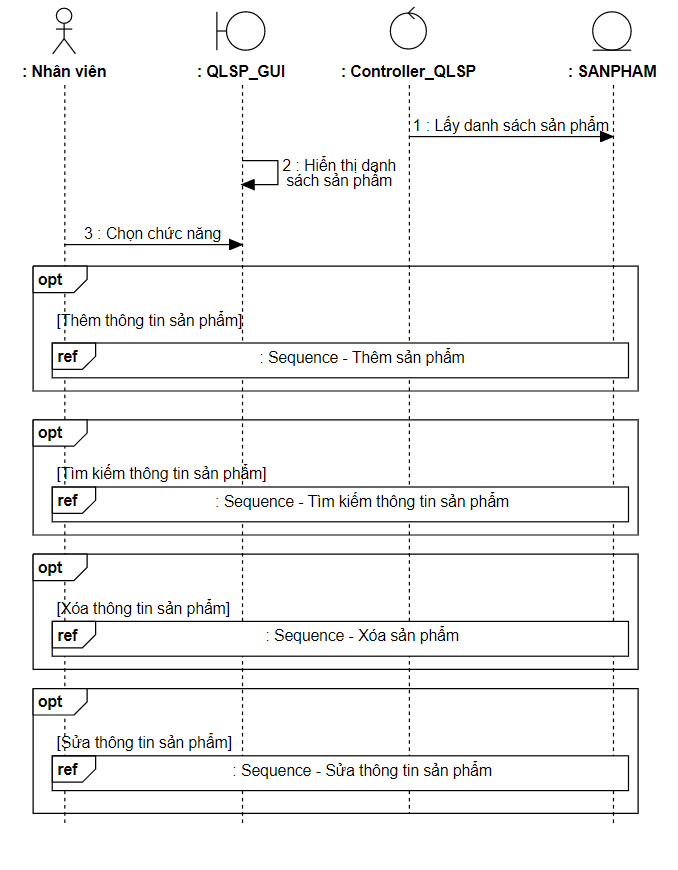 : Nhân viên : QLSP_GUI : Controller_QLSP : SANPHAM
1 : Lấy danh sách sản phẩm
2 : Hiển thị danh
sách sản phẩm
3 : Chọn chức năng
opt
[Thêm thông tin sản phẩm]
ref : Sequence - Thêm sản phẩm
opt
[Tìm kiếm thông tin sản phẩm]
ref : Sequence - Tìm kiếm thông tin sản phẩm
opt
[Xóa thông tin sản phẩm]
ref : Sequence - Xóa sản phẩm
opt
[Sửa thông tin sản phẩm]
ref : Sequence - Sửa thông tin sản phẩm